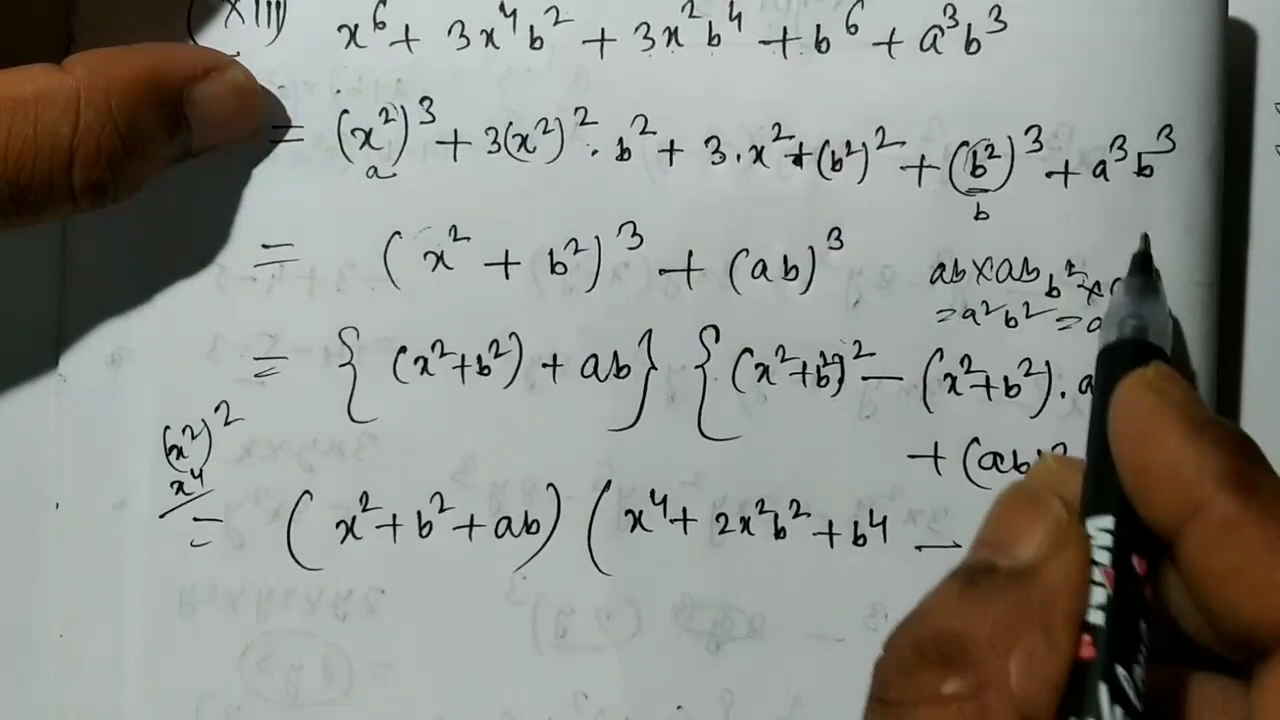 (XIII) x⁶ + 3x⁴b² + 3x²b⁴ + b⁶ + a³b³
= (x²)³ + 3(x²)² · b² + 3 · x² + (b²)² + (b²)³ + a³b³
a
b
= (x² + b²)³ + (ab)³
ab × ab
= a²b²
b² ×
= a
= {(x²+b²) + ab} {(x²+b²)² − (x²+b²) · a
+ (ab)²
(x²)²
x⁴
= (x² + b² + ab) (x⁴ + 2x²b² + b⁴ −